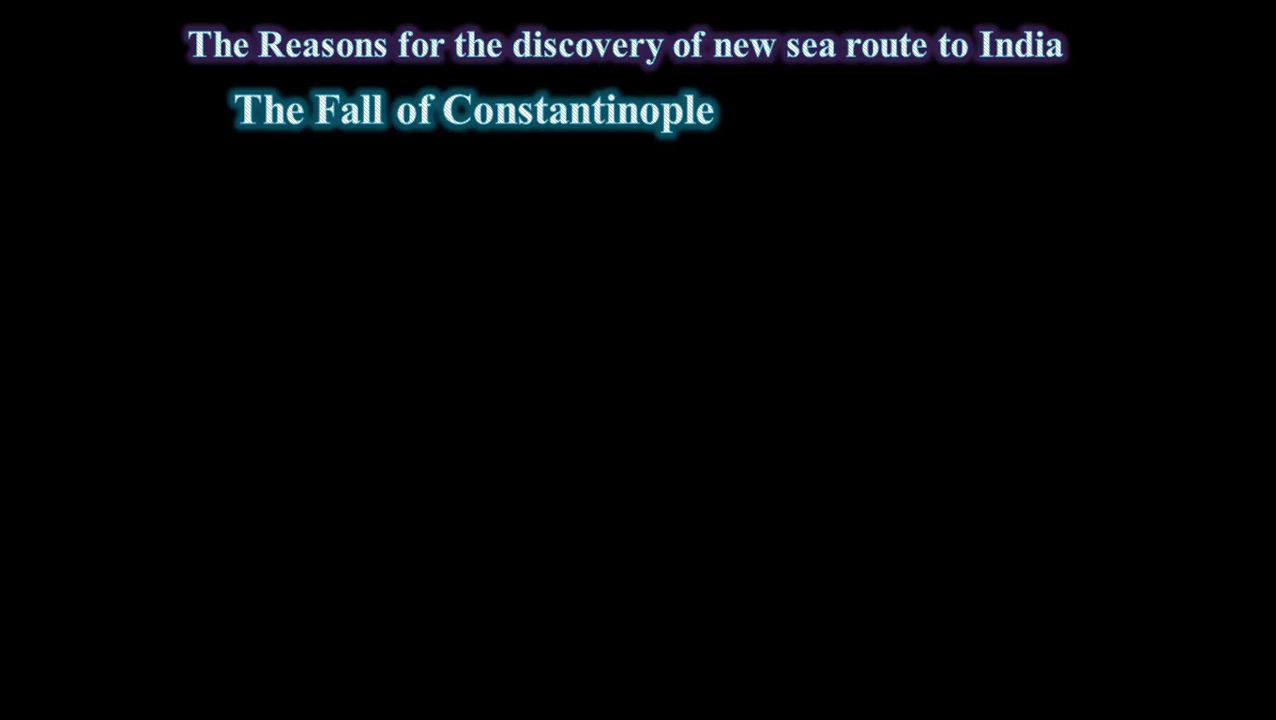 The Reasons for the discovery of new sea route to India
The Fall of Constantinople